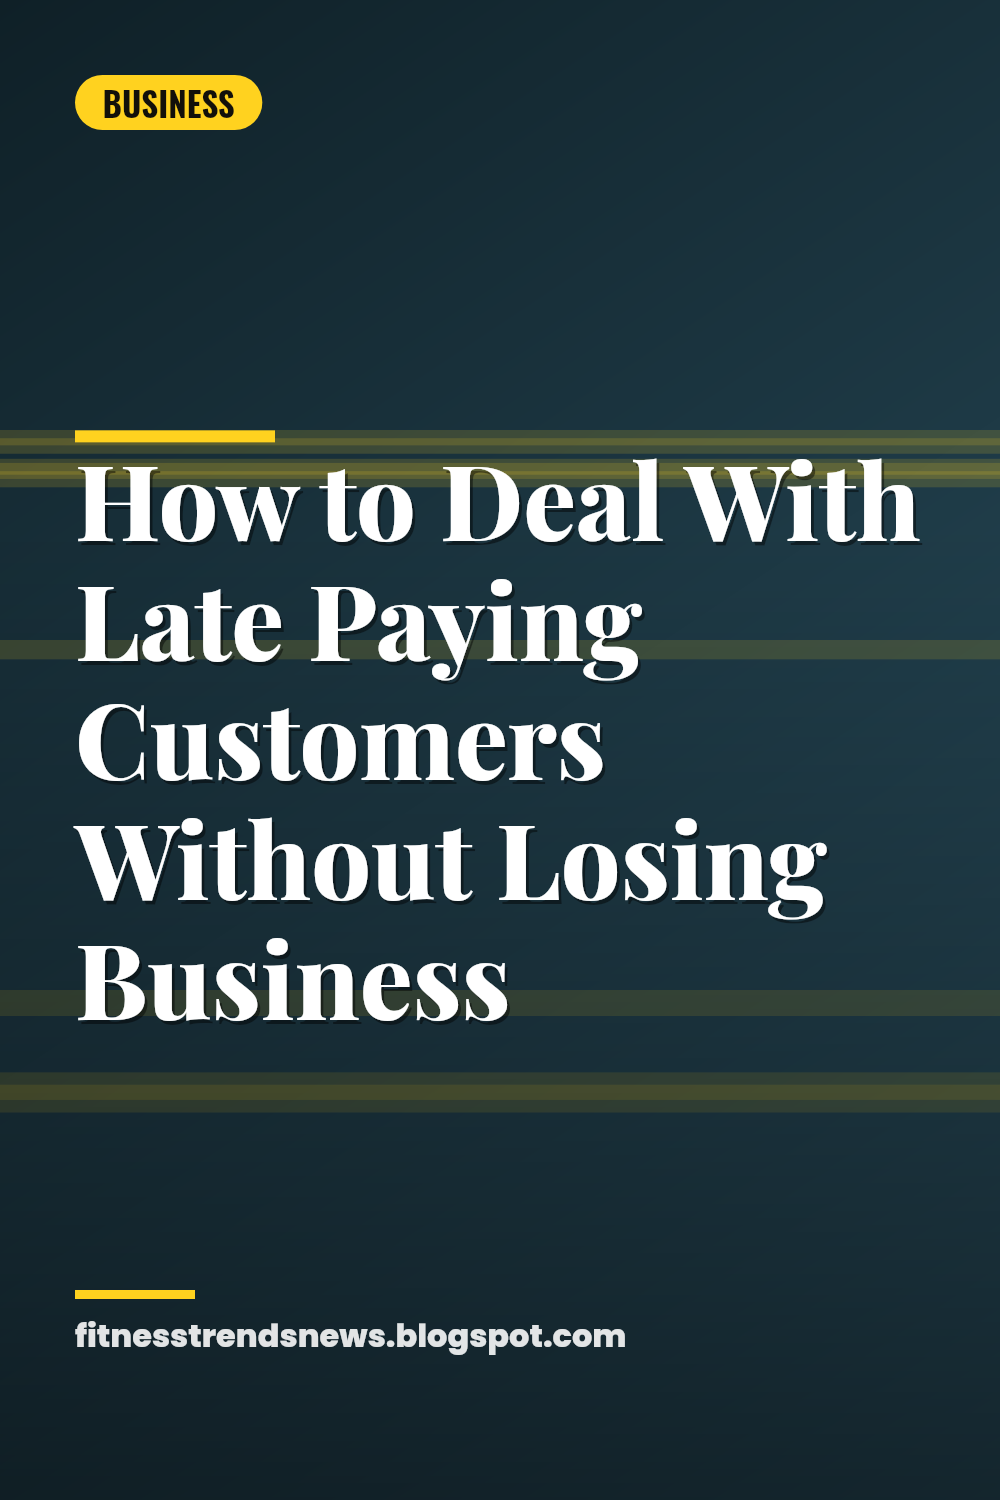 BUSINESS
How to Deal With
Late Paying
Customers
Without Losing
Business
fitnesstrendsnews.blogspot.com